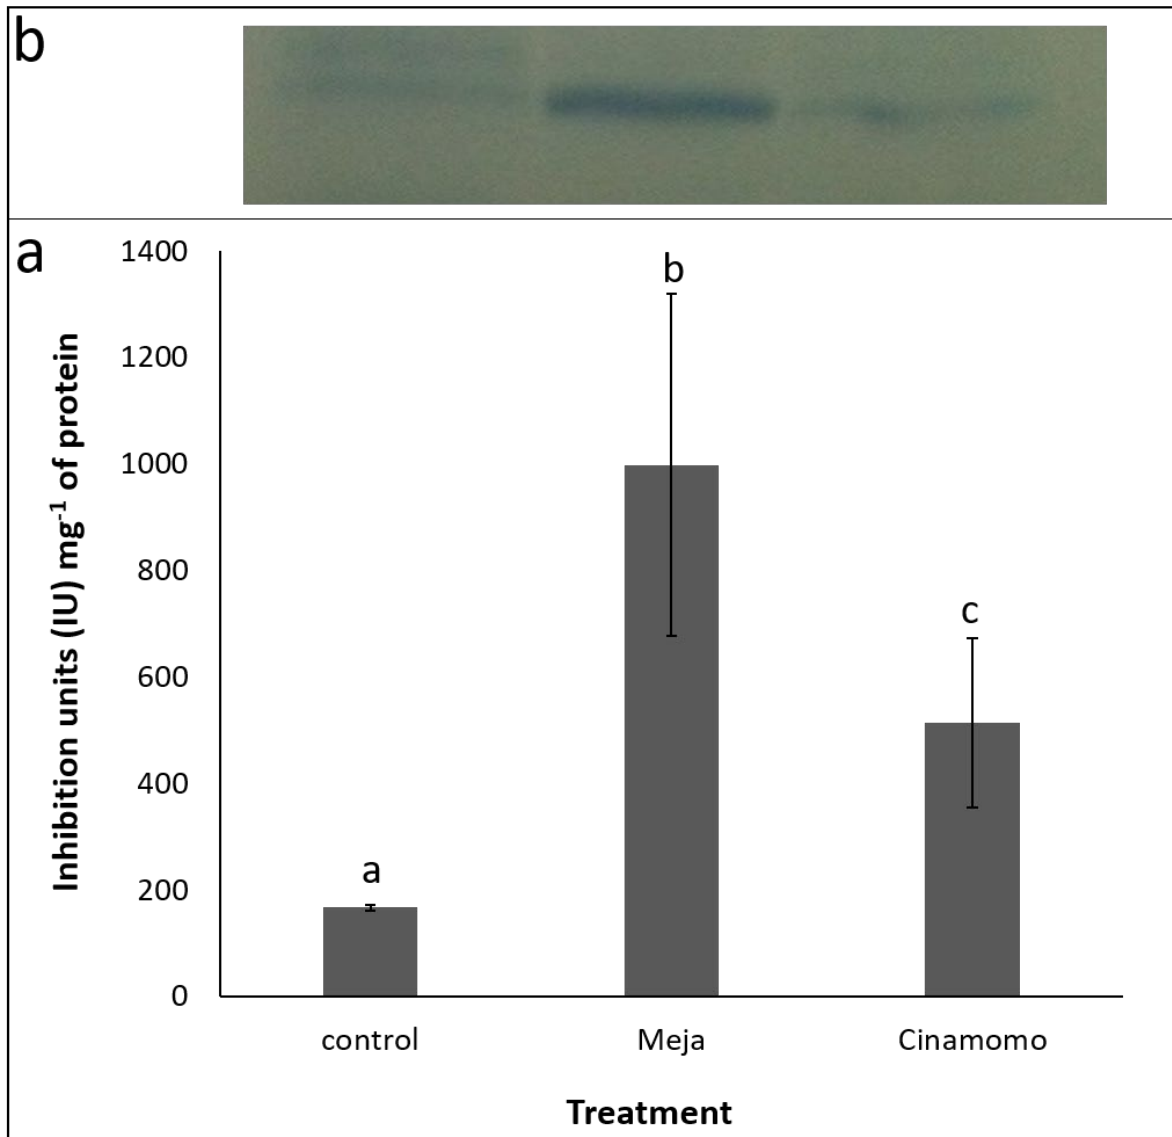 b
a
Inhibition units (IU) mg-1 of protein
1400
1200
1000
800
600
400
200
0
a
b
c
control
Meja
Cinamomo
Treatment